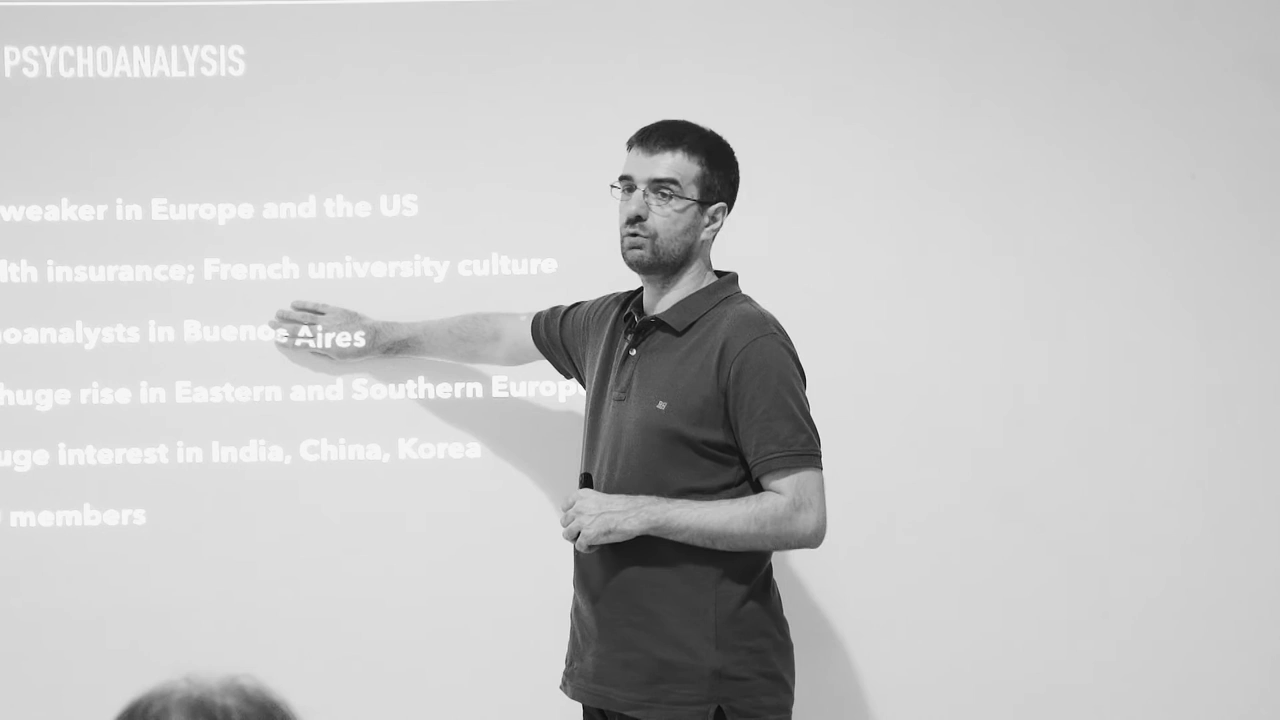 PSYCHOANALYSIS
weaker in Europe and the US
lth insurance; French university culture
oanalysts in Buenos Aires
huge rise in Eastern and Southern Europe
uge interest in India, China, Korea
members